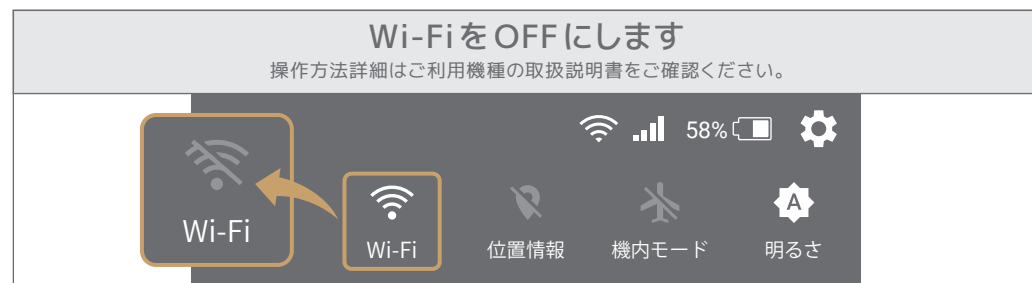 Wi-FiをOFFにします
操作方法詳細はご利用機種の取扱説明書をご確認ください。
58%
Wi-Fi
Wi-Fi
位置情報
機内モード
A
明るさ